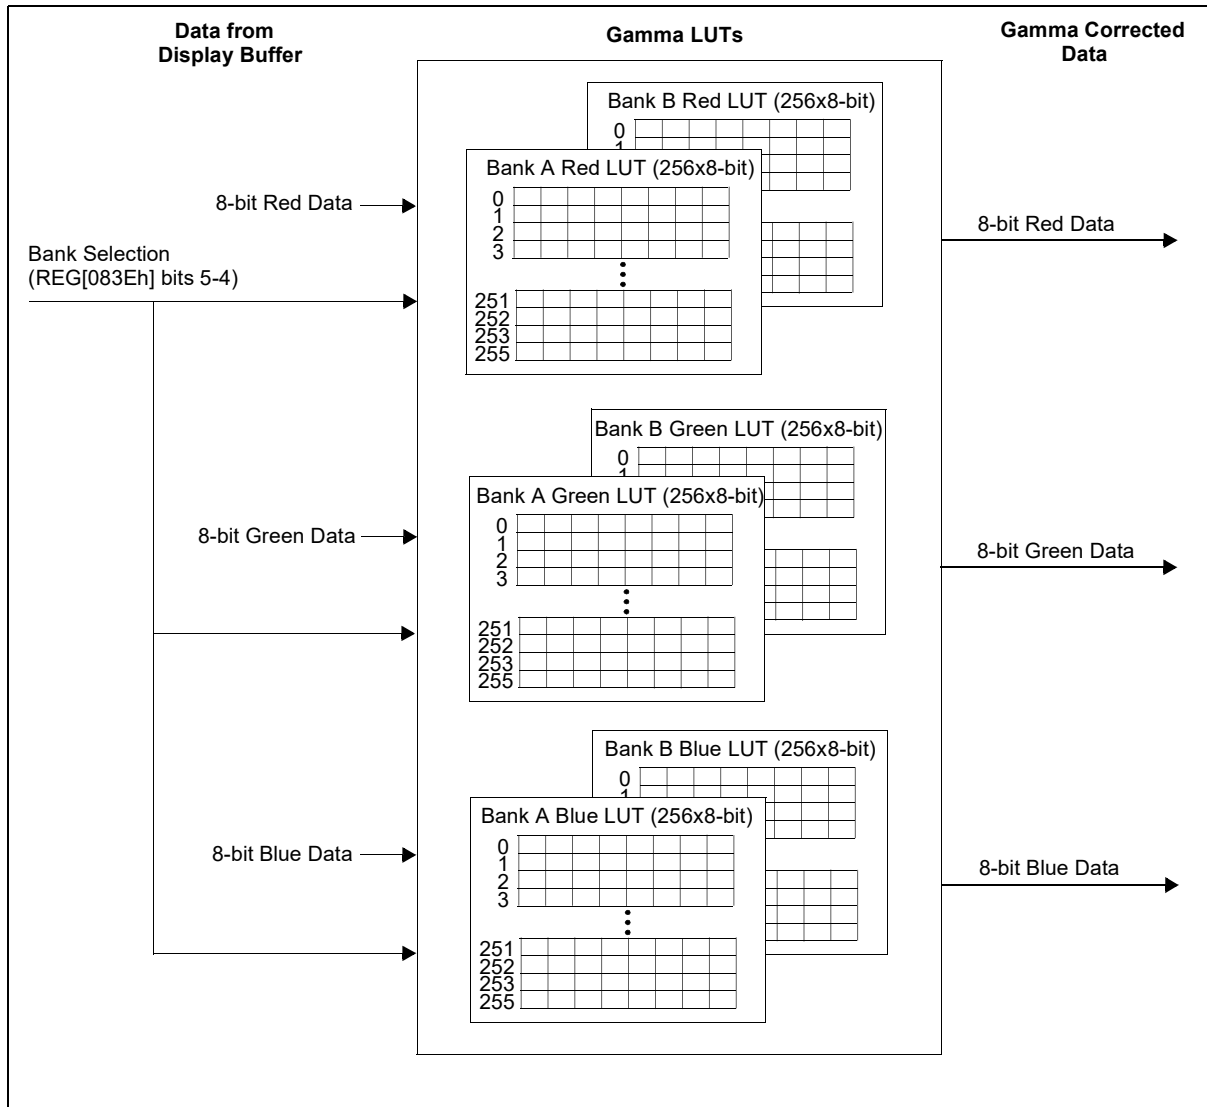 Data from
Display Buffer
Gamma LUTs
Gamma Corrected
Data
Bank B Red LUT (256x8-bit)
0
1
Bank A Red LUT (256x8-bit)
0
1
2
3
251
252
253
255
8-bit Red Data
8-bit Red Data
Bank Selection
(REG[083Eh] bits 5-4)
Bank B Green LUT (256x8-bit)
0
1
Bank A Green LUT (256x8-bit)
0
1
2
3
251
252
253
255
8-bit Green Data
8-bit Green Data
Bank B Blue LUT (256x8-bit)
0
1
Bank A Blue LUT (256x8-bit)
0
1
2
3
251
252
253
255
8-bit Blue Data
8-bit Blue Data